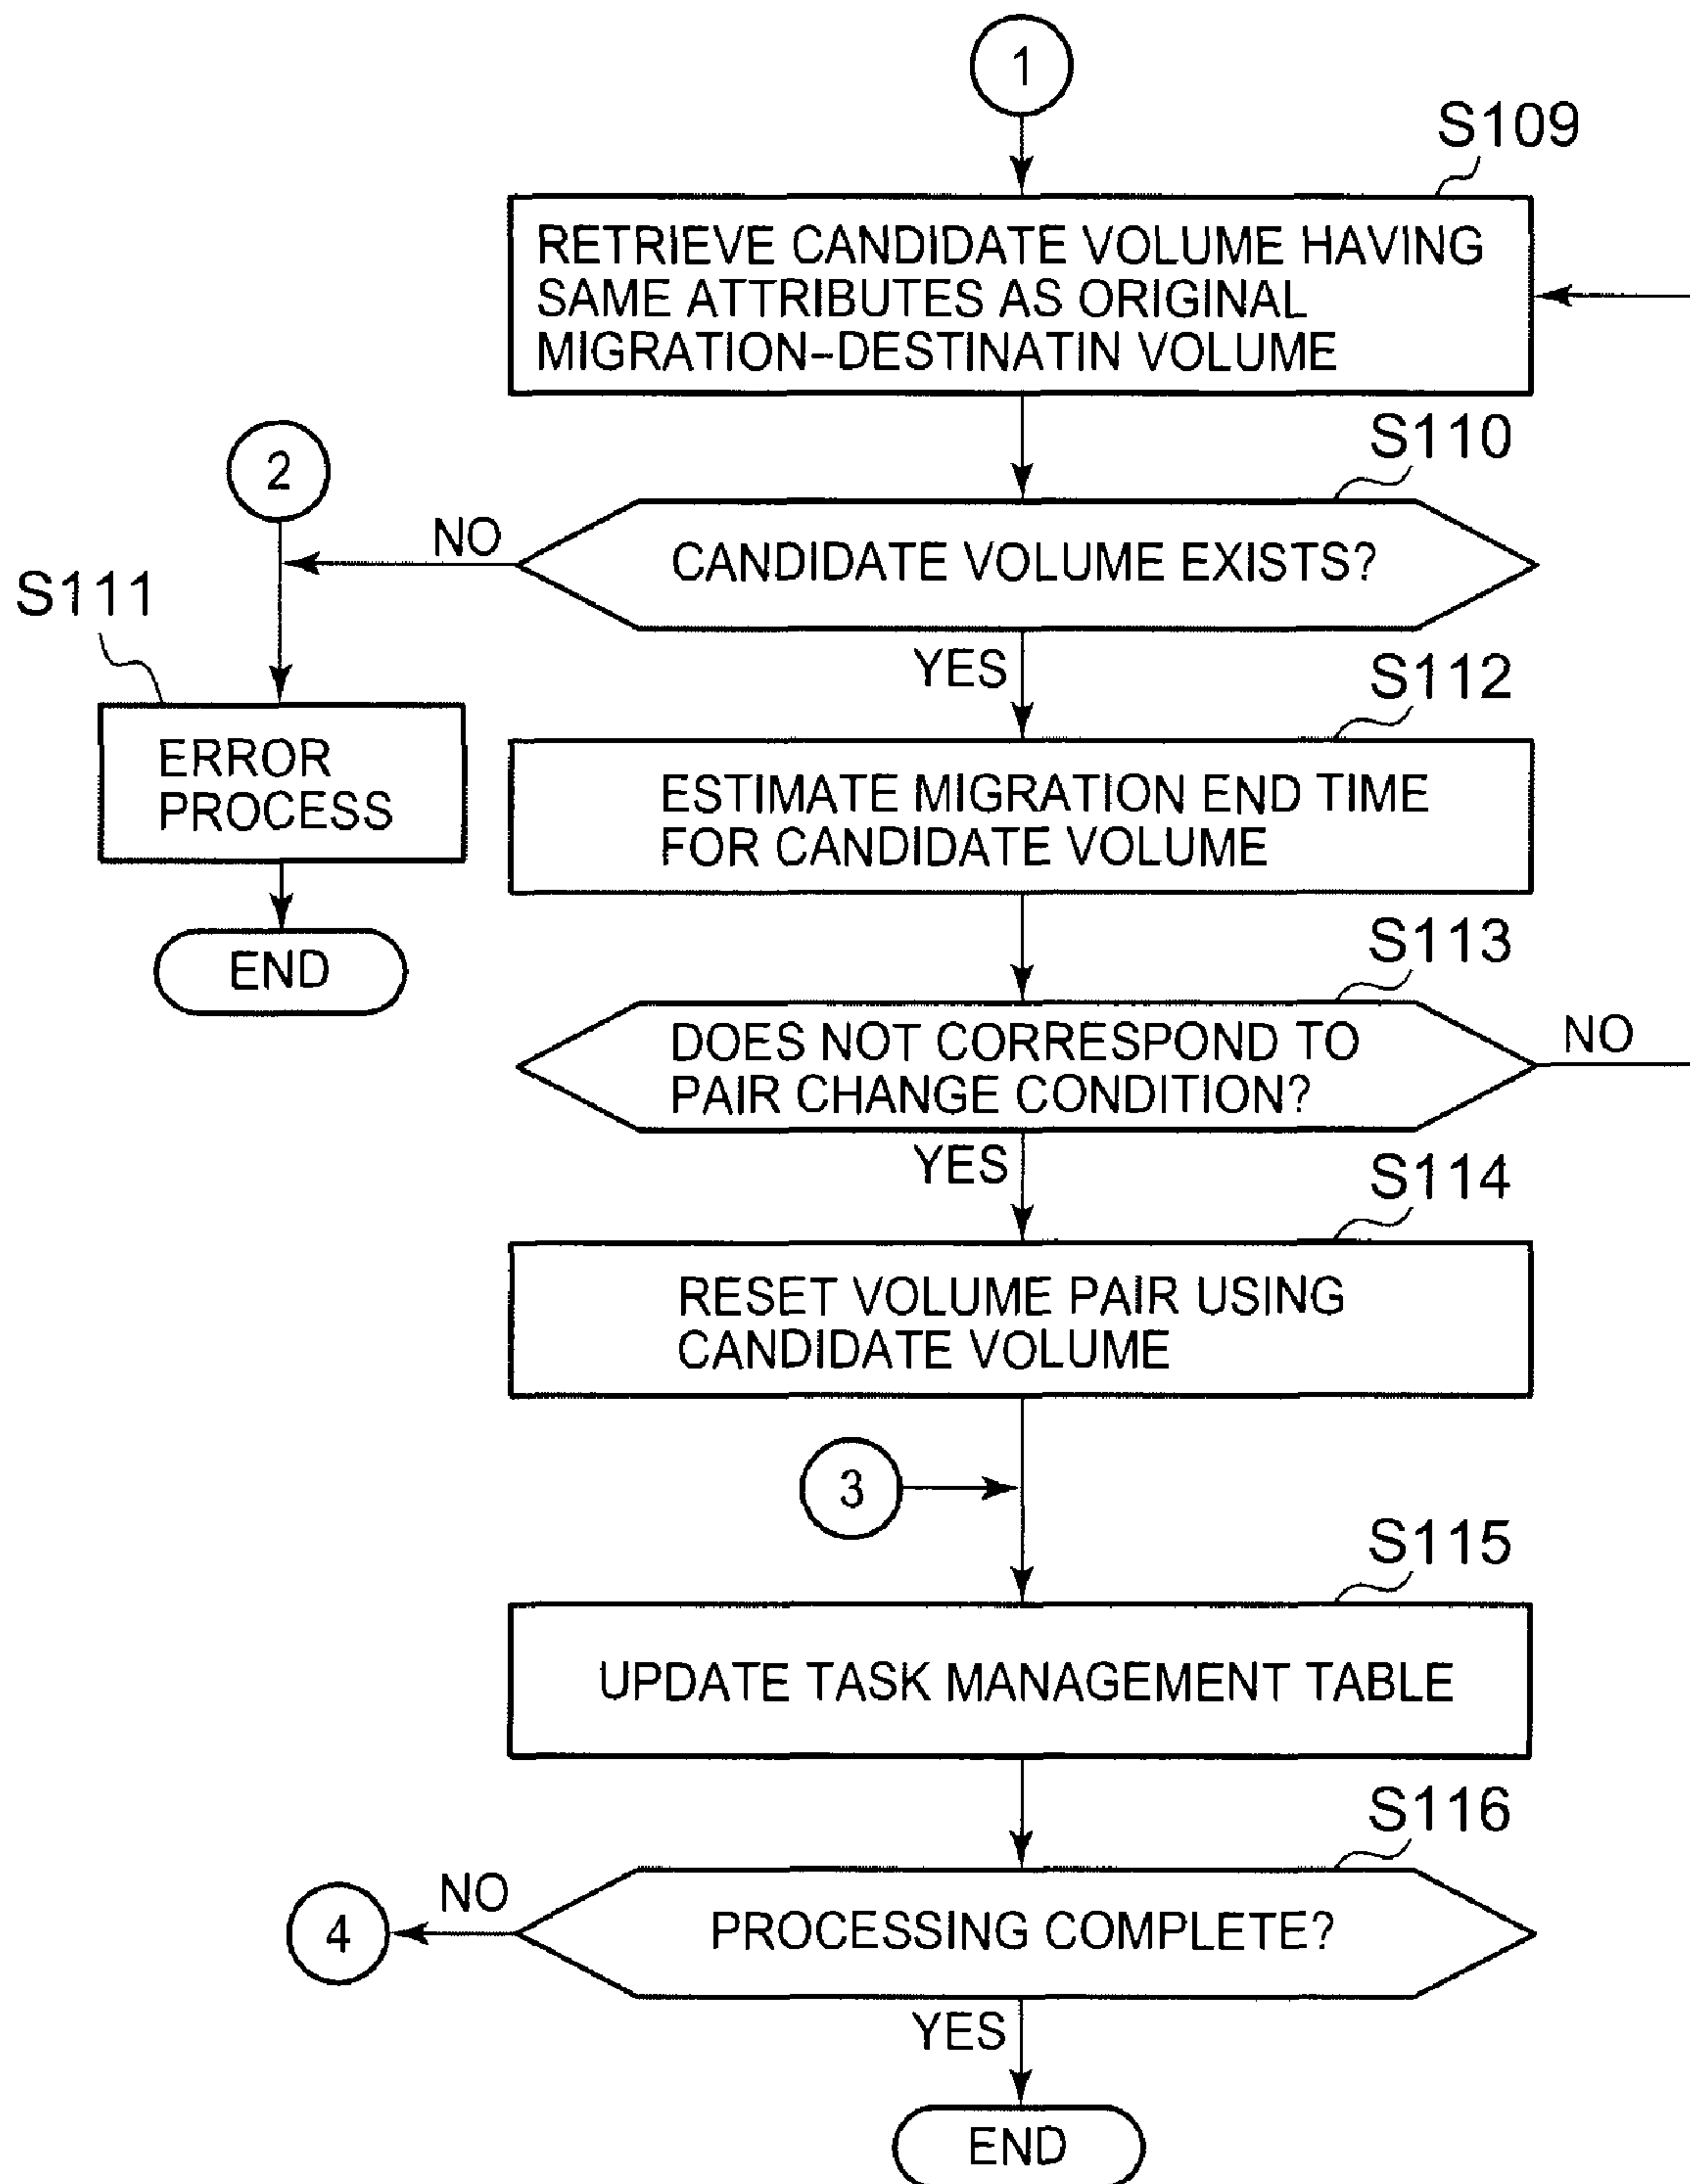 1
S109
RETRIEVE CANDIDATE VOLUME HAVING
SAME ATTRIBUTES AS ORIGINAL
MIGRATION-DESTINATIN VOLUME
S110
2
NO
CANDIDATE VOLUME EXISTS?
S111
YES
S112
ERROR
PROCESS
ESTIMATE MIGRATION END TIME
FOR CANDIDATE VOLUME
END
S113
DOES NOT CORRESPOND TO
PAIR CHANGE CONDITION?
NO
YES
S114
RESET VOLUME PAIR USING
CANDIDATE VOLUME
3
S115
UPDATE TASK MANAGEMENT TABLE
S116
NO
4
PROCESSING COMPLETE?
YES
END